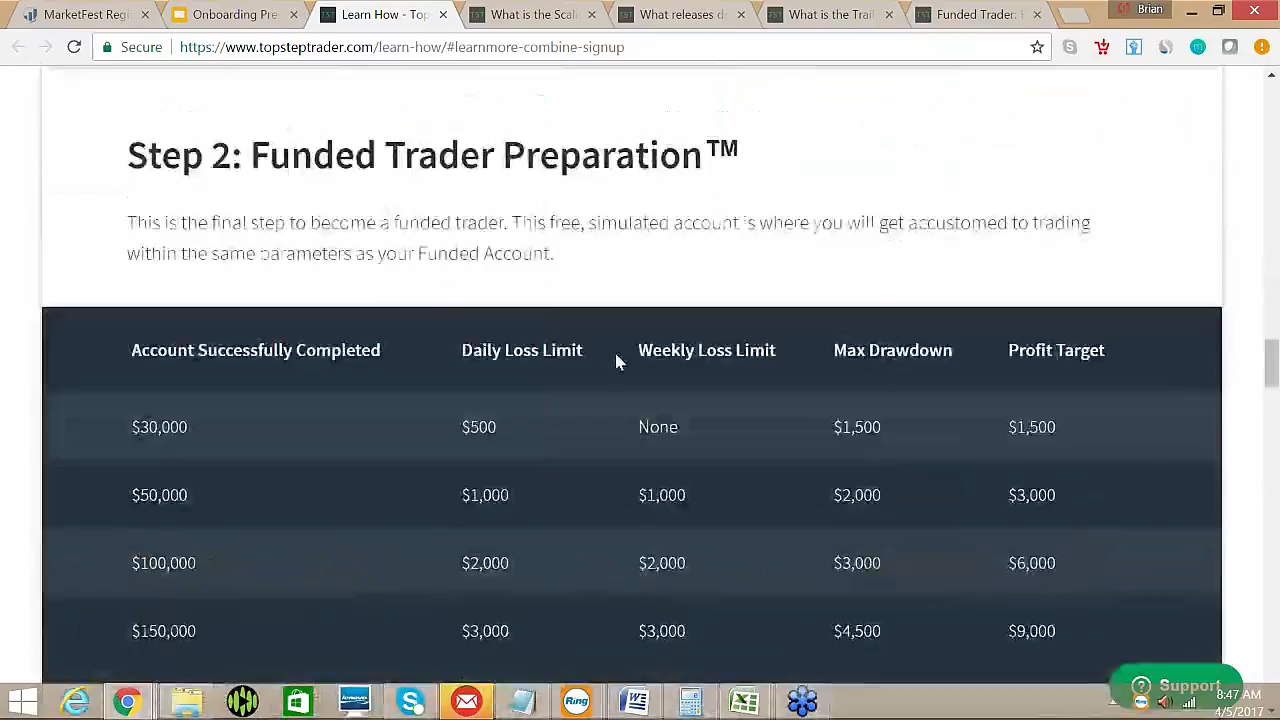 Market Fest Regi
Onboarding Pre
Learn How - Top
What is the Scal
What releases d
What is the Trai
Funded Trader:
Brian
Secure
https://www.topsteptrader.com/learn-how/#learnmore-combine-signup
Step 2: Funded Trader Preparation™
This is the final step to become a funded trader. This free, simulated account is where you will get accustomed to trading
within the same parameters as your Funded Account.
Account Successfully Completed Daily Loss Limit Weekly Loss Limit Max Drawdown Profit Target
$30,000 $500 None $1,500 $1,500
$50,000 $1,000 $1,000 $2,000 $3,000
$100,000 $2,000 $2,000 $3,000 $6,000
$150,000 $3,000 $3,000 $4,500 $9,000
Support
lenovo
Ring
8:47 AM
4/5/2017